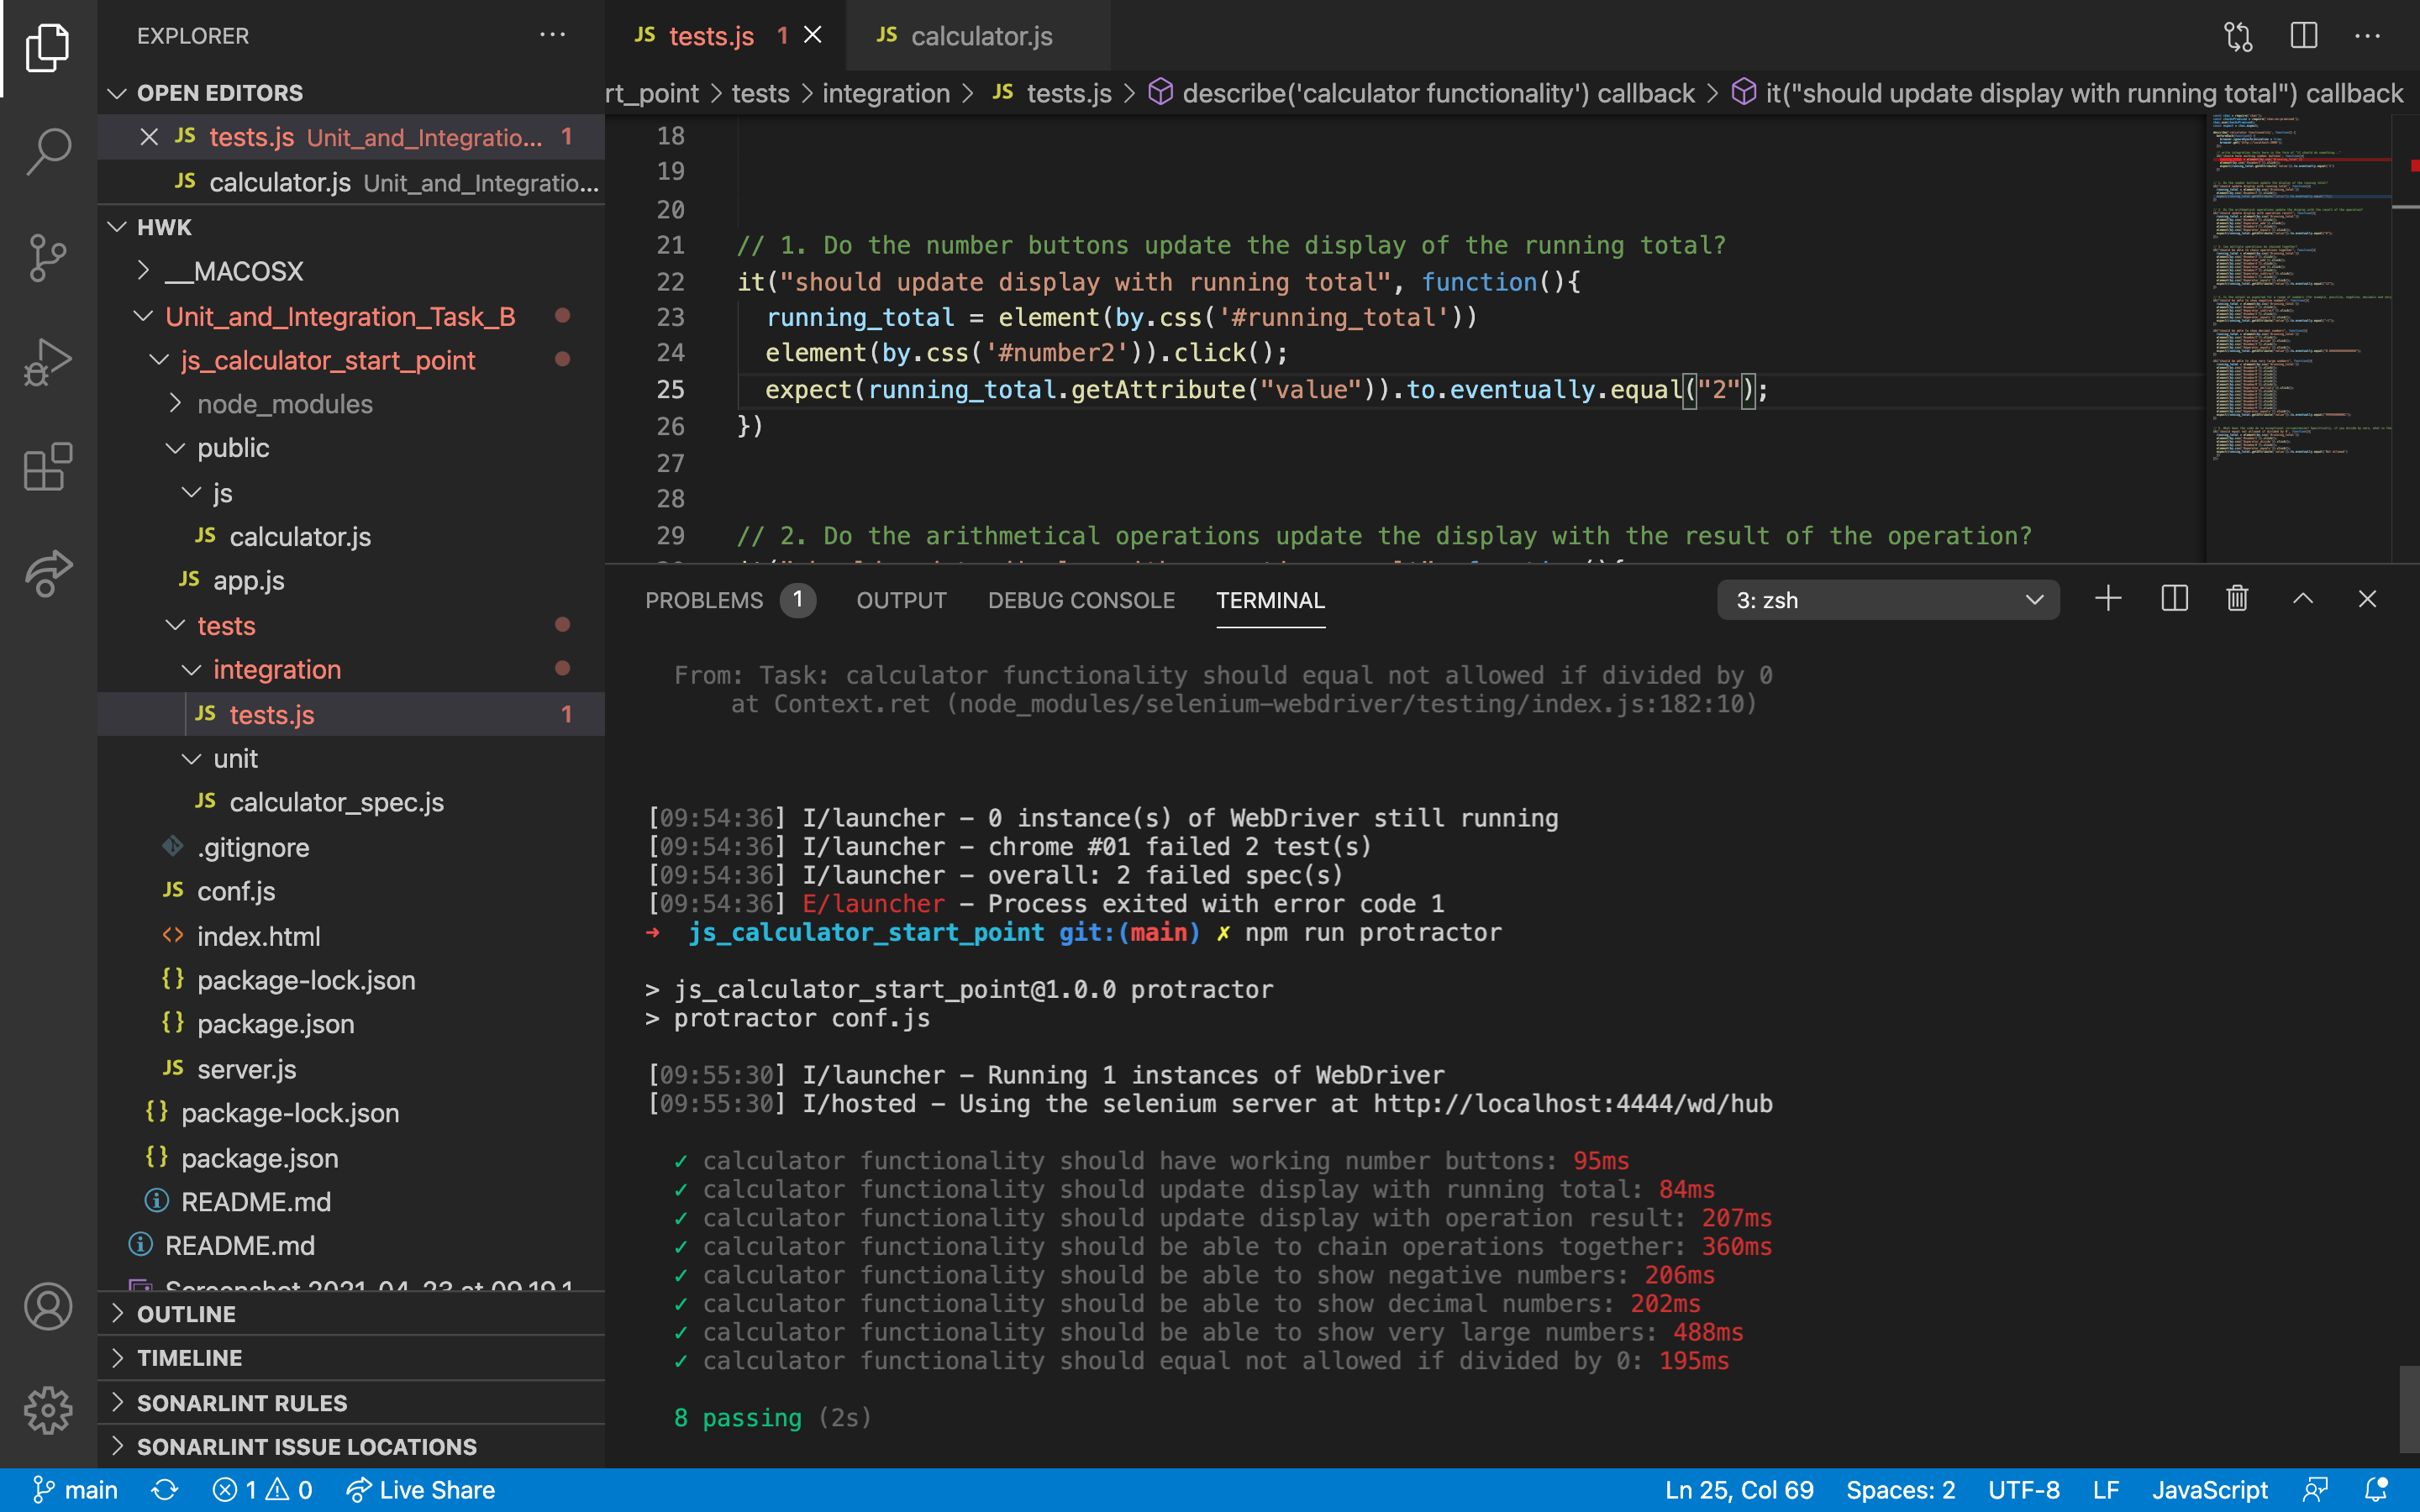 EXPLORER
OPEN EDITORS
JS tests.js Unit_and_Integratio... 1
JS calculator.js Unit_and_Integratio...
HWK
__MACOSX
Unit_and_Integration_Task_B
js_calculator_start_point
node_modules
public
js
JS calculator.js
JS app.js
tests
integration
JS tests.js 1
unit
JS calculator_spec.js
.gitignore
JS conf.js
<> index.html
{} package-lock.json
{} package.json
JS server.js
{} package-lock.json
{} package.json
README.md
README.md
Screenshot 2021-04-23 at 09.19.1
OUTLINE
TIMELINE
SONARLINT RULES
SONARLINT ISSUE LOCATIONS
JS tests.js 1
JS calculator.js
rt_point > tests > integration > JS tests.js > describe('calculator functionality') callback > it("should update display with running total") callback
18
19
20
21 // 1. Do the number buttons update the display of the running total?
22 it("should update display with running total", function(){
23 running_total = element(by.css('#running_total'))
24 element(by.css('#number2')).click();
25 expect(running_total.getAttribute("value")).to.eventually.equal("2");
26 })
27
28
29 // 2. Do the arithmetical operations update the display with the result of the operation?
PROBLEMS 1 OUTPUT DEBUG CONSOLE TERMINAL 3: zsh
From: Task: calculator functionality should equal not allowed if divided by 0
at Context.ret (node_modules/selenium-webdriver/testing/index.js:182:10)
[09:54:36] I/launcher – 0 instance(s) of WebDriver still running
[09:54:36] I/launcher – chrome #01 failed 2 test(s)
[09:54:36] I/launcher – overall: 2 failed spec(s)
[09:54:36] E/launcher – Process exited with error code 1
➜ js_calculator_start_point git:(main) ✗ npm run protractor
> js_calculator_start_point@1.0.0 protractor
> protractor conf.js
[09:55:30] I/launcher – Running 1 instances of WebDriver
[09:55:30] I/hosted – Using the selenium server at http://localhost:4444/wd/hub
✓ calculator functionality should have working number buttons: 95ms
✓ calculator functionality should update display with running total: 84ms
✓ calculator functionality should update display with operation result: 207ms
✓ calculator functionality should be able to chain operations together: 360ms
✓ calculator functionality should be able to show negative numbers: 206ms
✓ calculator functionality should be able to show decimal numbers: 202ms
✓ calculator functionality should be able to show very large numbers: 488ms
✓ calculator functionality should equal not allowed if divided by 0: 195ms
8 passing (2s)
main 1 0 Live Share Ln 25, Col 69 Spaces: 2 UTF-8 LF JavaScript